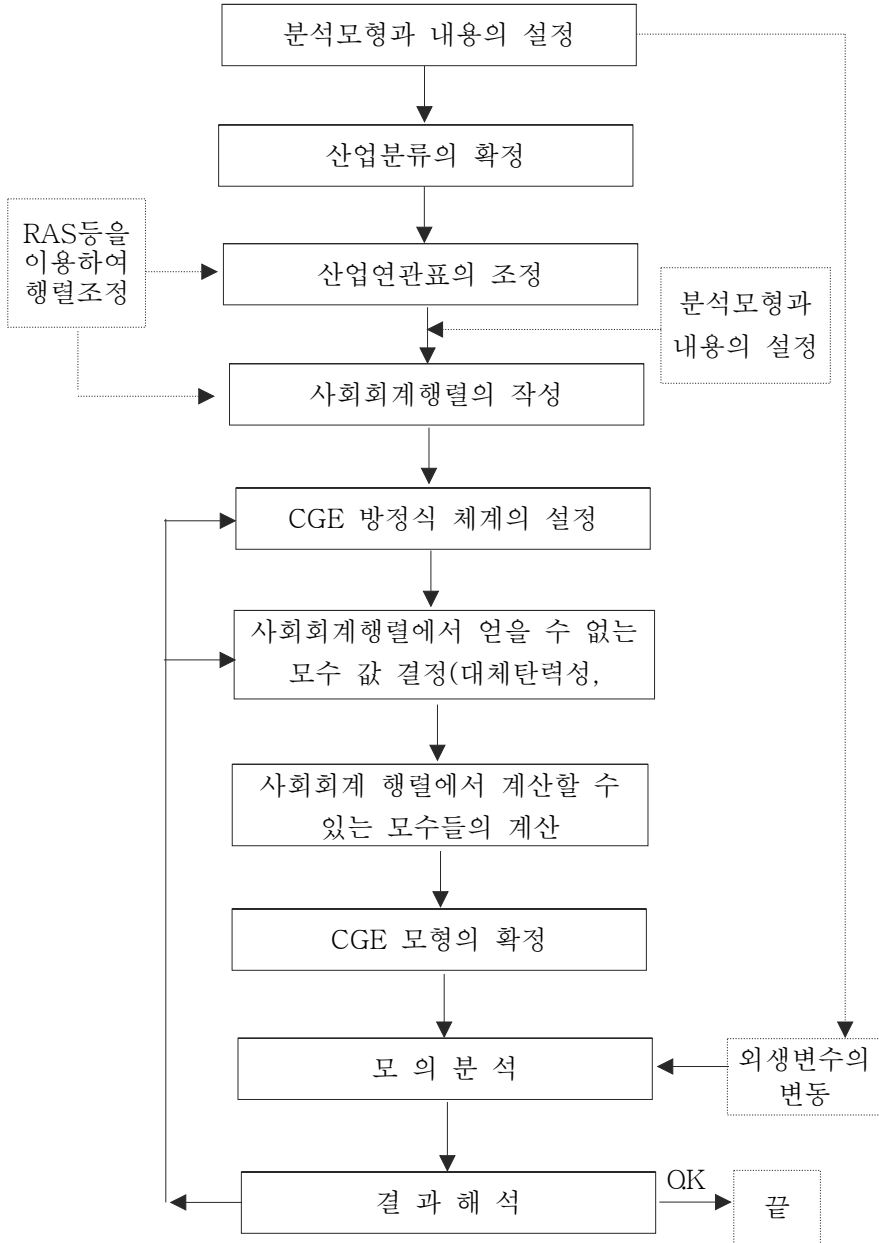 분석모형과 내용의 설정
산업분류의 확정
RAS등을
이용하여
행렬조정
산업연관표의 조정
분석모형과
내용의 설정
사회회계행렬의 작성
CGE 방정식 체계의 설정
사회회계행렬에서 얻을 수 없는
모수 값 결정(대체탄력성,
사회회계 행렬에서 계산할 수
있는 모수들의 계산
CGE 모형의 확정
모 의 분 석
외생변수의
변동
결 과 해 석
OK
끝